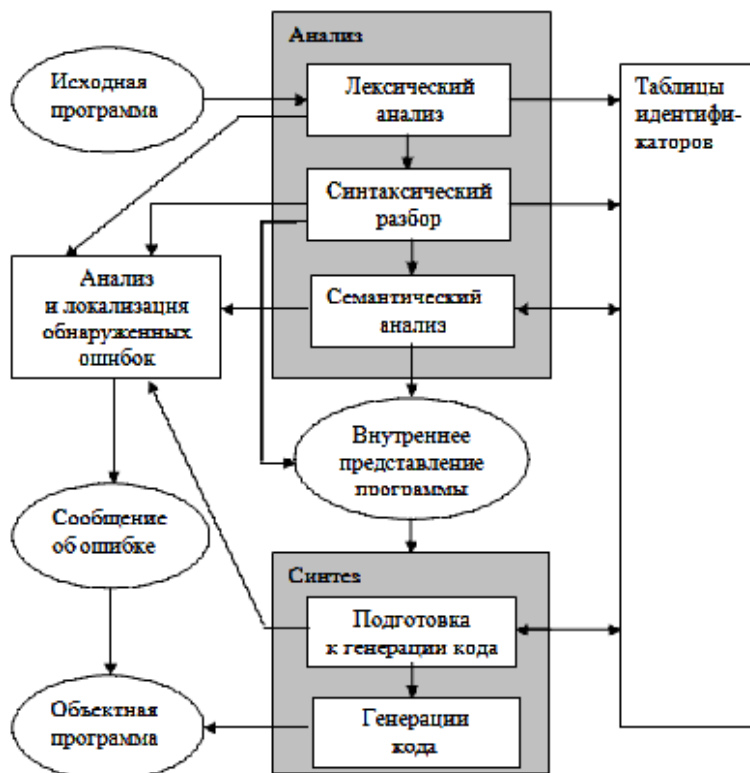 Анализ
Исходная
программа
Лексический
анализ
Таблицы
идентифи-
каторов
Синтаксический
разбор
Анализ
и локализация
обнаруженных
ошибок
Семантический
анализ
Внутреннее
представление
программы
Сообщение
об ошибке
Синтез
Подготовка
к генерации кода
Объектная
программа
Генерации
кода